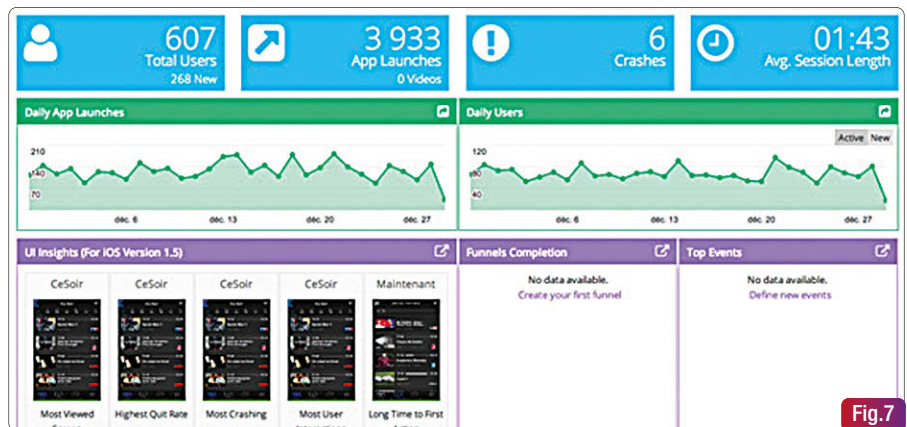 607
Total Users
268 New
3 933
App Launches
0 Videos
6
Crashes
01:43
Avg. Session Length
Daily App Launches
210
140
70
déc. 6
déc. 13
déc. 20
déc. 27
Daily Users
Active New
120
80
40
déc. 6
déc. 13
déc. 20
déc. 27
UI Insights (For iOS Version 1.5)
CeSoir
CeSoir
CeSoir
CeSoir
Maintenant
Most Viewed
Highest Quit Rate
Most Crashing
Most User
Long Time to First
Funnels Completion
No data available.
Create your first funnel
Top Events
No data available.
Define new events
Fig.7